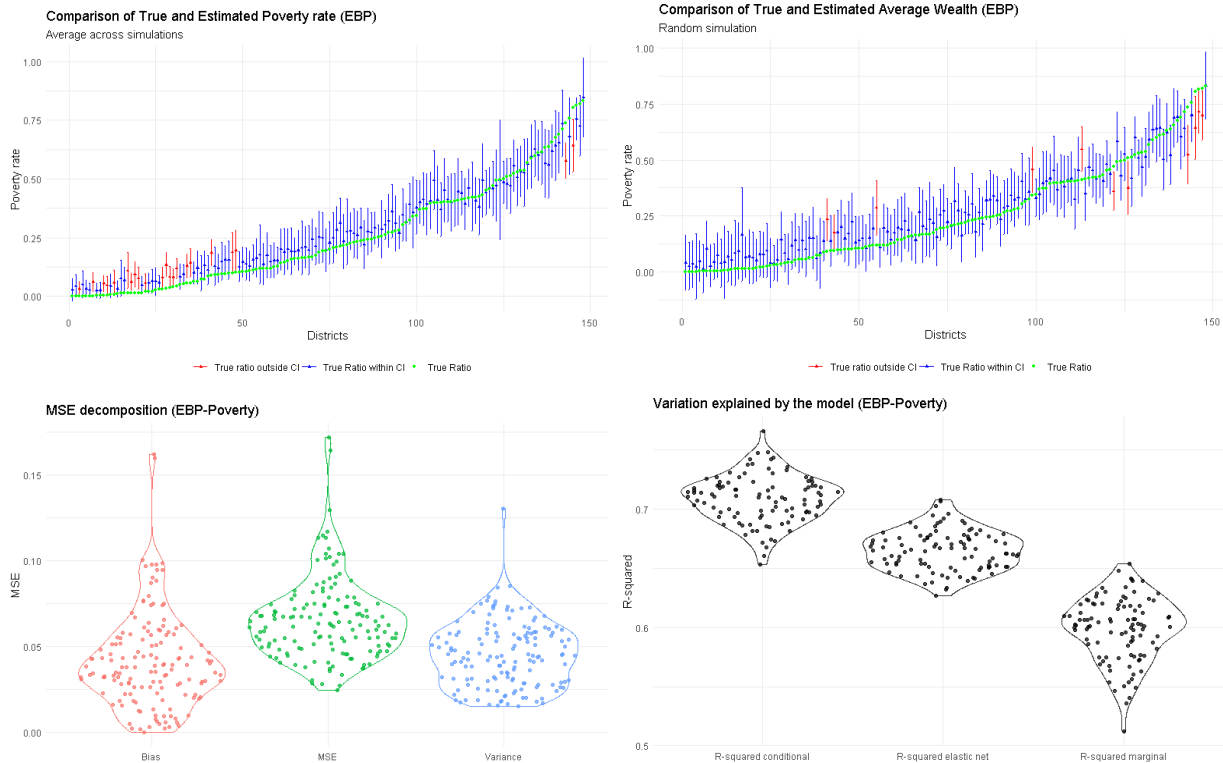 Comparison of True and Estimated Poverty rate (EBP)
Average across simulations
Poverty rate
1.00
0.75
0.50
0.25
0.00
0
50
100
150
Districts
True ratio outside CI
True Ratio within CI
True Ratio
Comparison of True and Estimated Average Wealth (EBP)
Random simulation
Poverty rate
0.75
0.50
0.25
0.00
0
50
100
150
Districts
True ratio outside CI
True Ratio within CI
True Ratio
MSE decomposition (EBP-Poverty)
MSE
0.15
0.10
0.05
0.00
Bias
MSE
Variance
Variation explained by the model (EBP-Poverty)
R-squared
0.7
0.6
0.5
R-squared conditional
R-squared elastic net
R-squared marginal